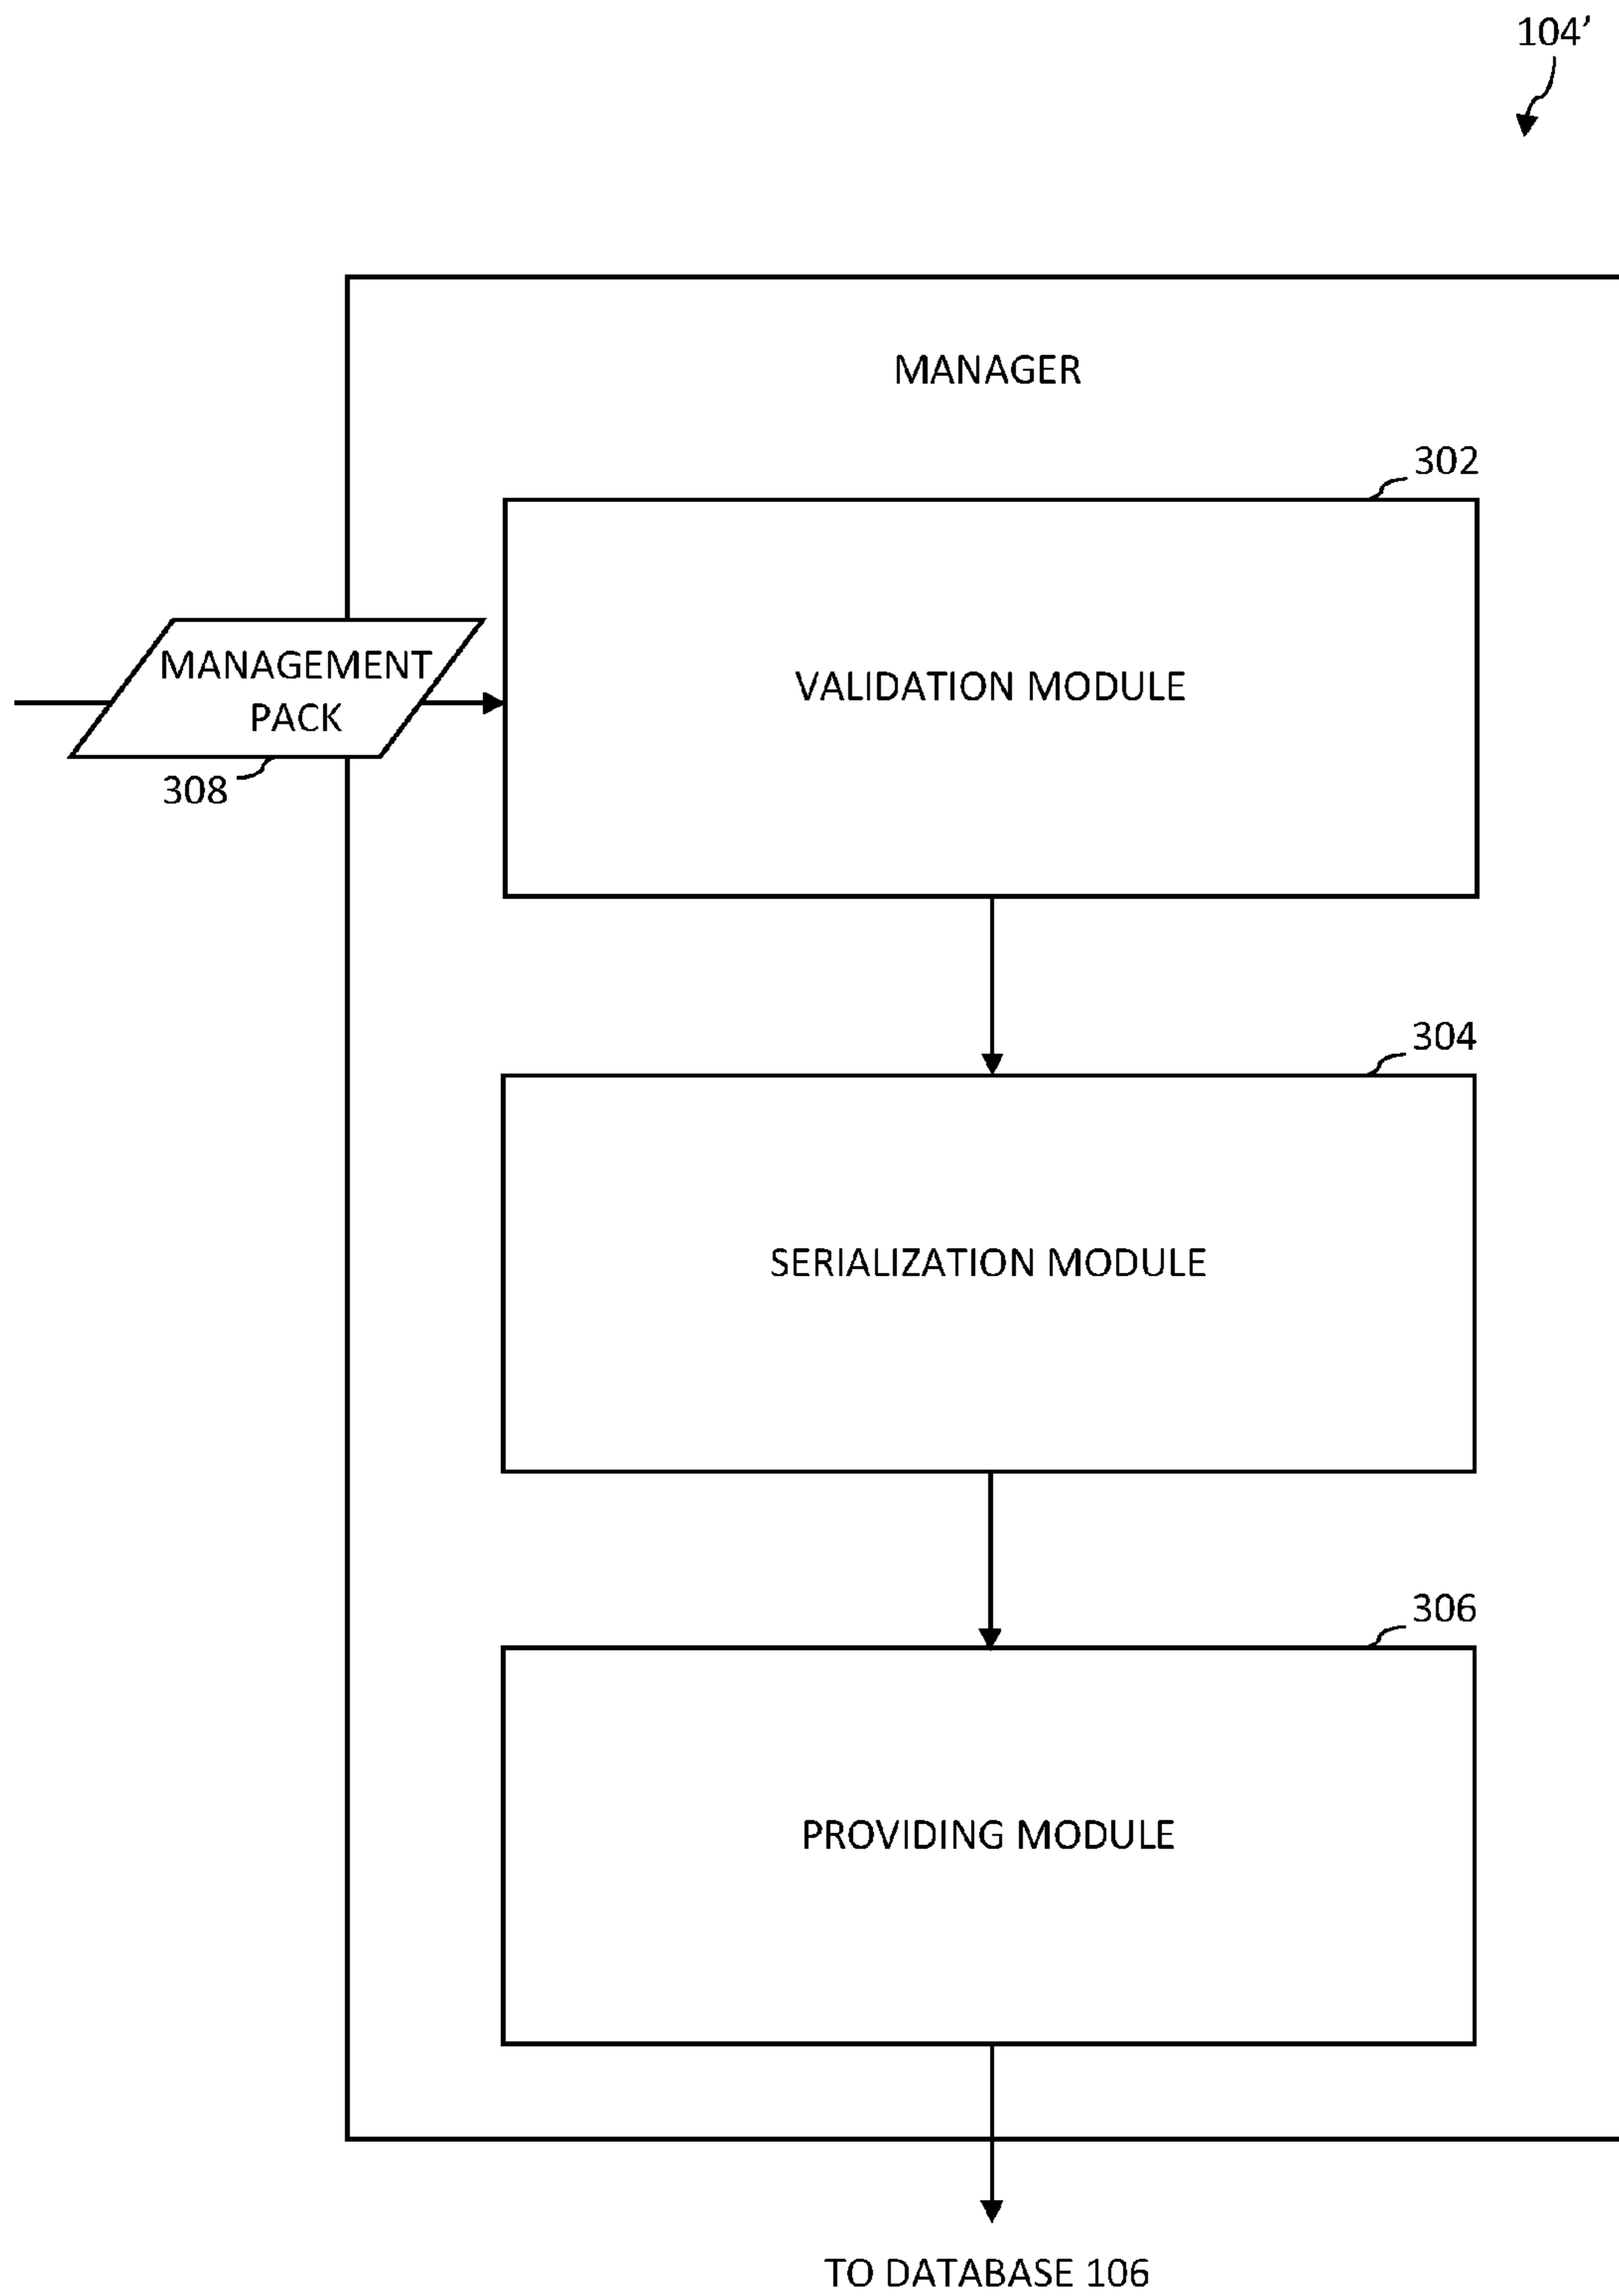 104’
MANAGER
302
VALIDATION MODULE
MANAGEMENT
PACK
308
304
SERIALIZATION MODULE
306
PROVIDING MODULE
TO DATABASE 106